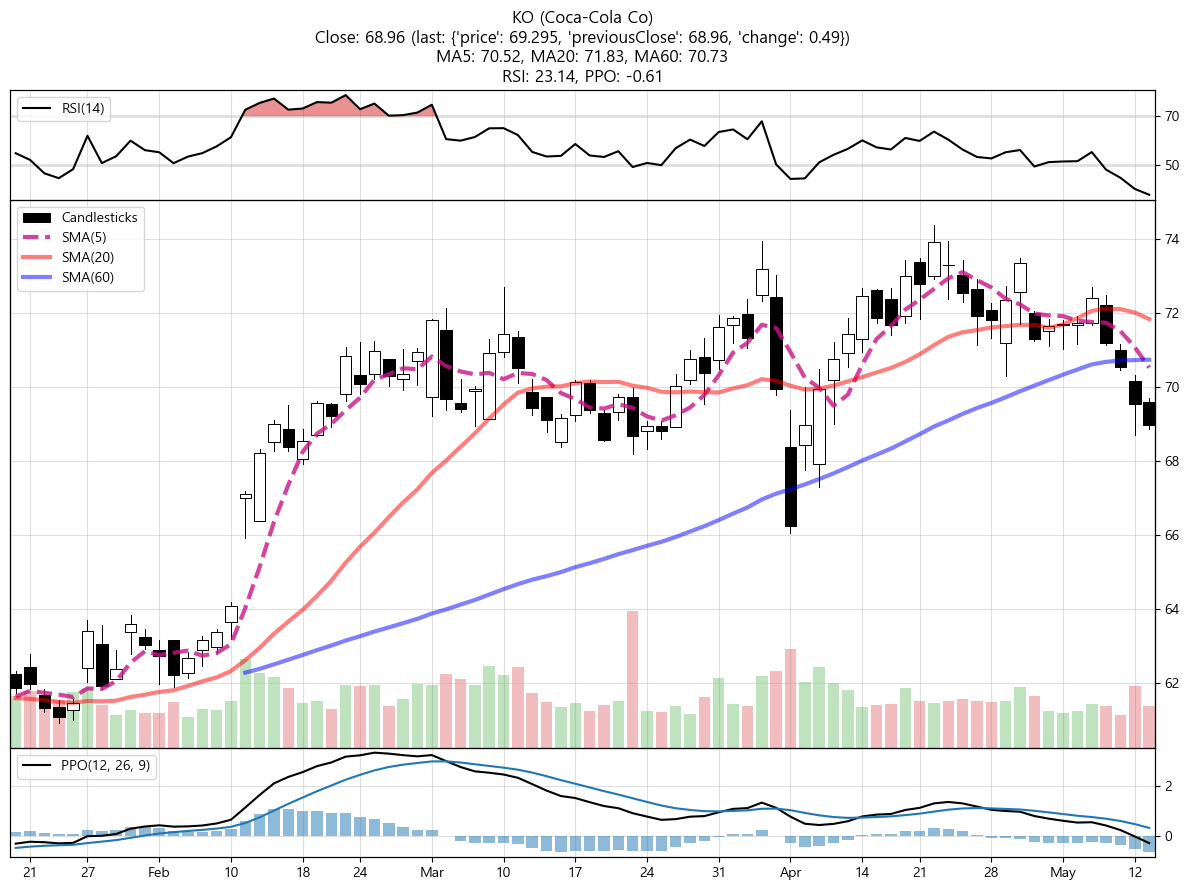 KO (Coca-Cola Co)
Close: 68.96 (last: {'price': 69.295, 'previousClose': 68.96, 'change': 0.49})
MA5: 70.52, MA20: 71.83, MA60: 70.73
RSI: 23.14, PPO: -0.61
RSI(14)
70
50
Candlesticks
SMA(5)
SMA(20)
SMA(60)
74
72
70
68
66
64
62
PPO(12, 26, 9)
2
0
21 27 Feb 10 18 24 Mar 10 17 24 31 Apr 14 22 28 May 12